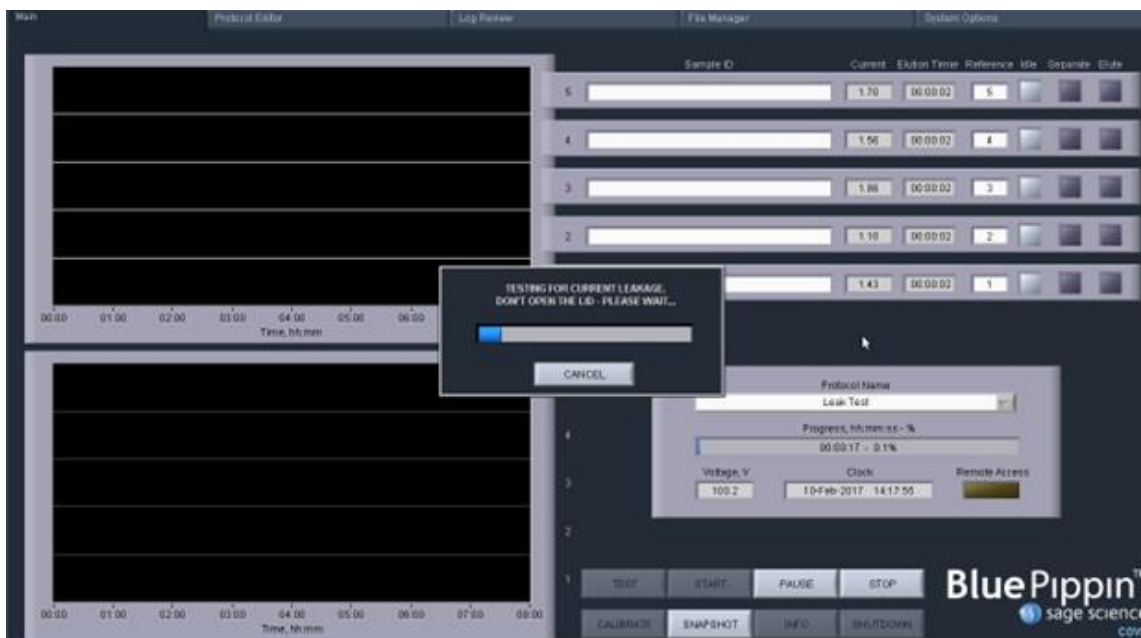 Main Protocol Editor Log Review File Manager System Options
Sample ID Current Elution Timer Reference Idle Separate Elute
5 1.70 00:00:02 5
4 1.56 00:00:02 4
3 1.86 00:00:02 3
2 1.10 00:00:02 2
1.43 00:00:02 1
TESTING FOR CURRENT LEAKAGE.
DON'T OPEN THE LID - PLEASE WAIT...
CANCEL
00:00 01:00 02:00 03:00 04:00 05:00 06:00
Time, hh:mm
Protocol Name
Leak Test
Progress, hh:mm:ss - %
00:00:17 - 0.1%
Voltage, V Clock Remote Access
100.2 10-Feb-2017 14:17:56
4
3
2
1
00:00 01:00 02:00 03:00 04:00 05:00 06:00 07:00 08:00
Time, hh:mm
TEST START PAUSE STOP
CALIBRATE SNAPSHOT INFO SHUTDOWN
BluePippin™
sage science